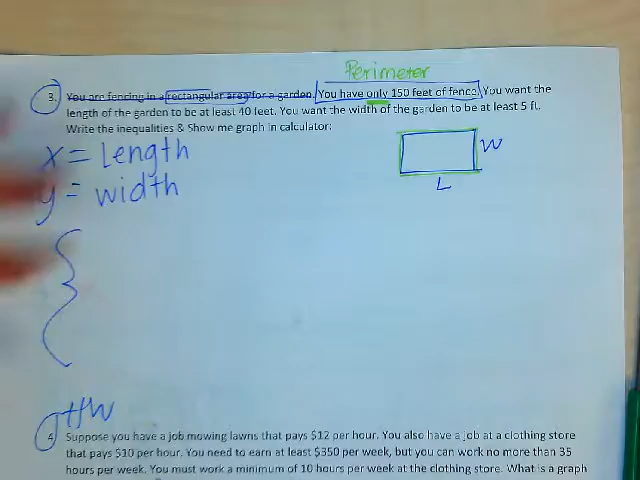 Perimeter
3. You are fencing in a rectangular area for a garden. You have only 150 feet of fence. You want the
length of the garden to be at least 40 feet. You want the width of the garden to be at least 5 ft.
Write the inequalities & Show me graph in calculator:
x = Length
y = width
W
L
HW
4. Suppose you have a job mowing lawns that pays $12 per hour. You also have a job at a clothing store
that pays $10 per hour. You need to earn at least $350 per week, but you can work no more than 35
hours per week. You must work a minimum of 10 hours per week at the clothing store. What is a graph